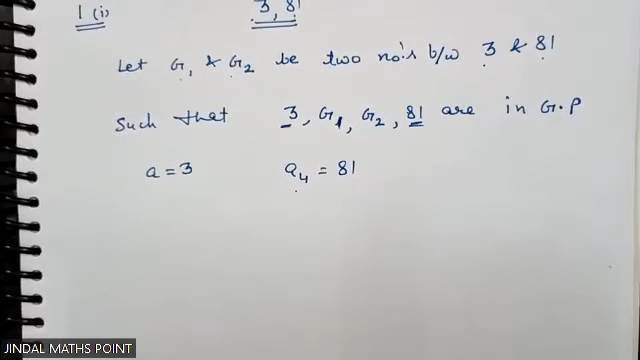 1 (i) 3, 81
Let G1 & G2 be two no's b/w 3 & 81
Such that 3, G1, G2, 81 are in G.P
a = 3 a4 = 81
JINDAL MATHS POINT